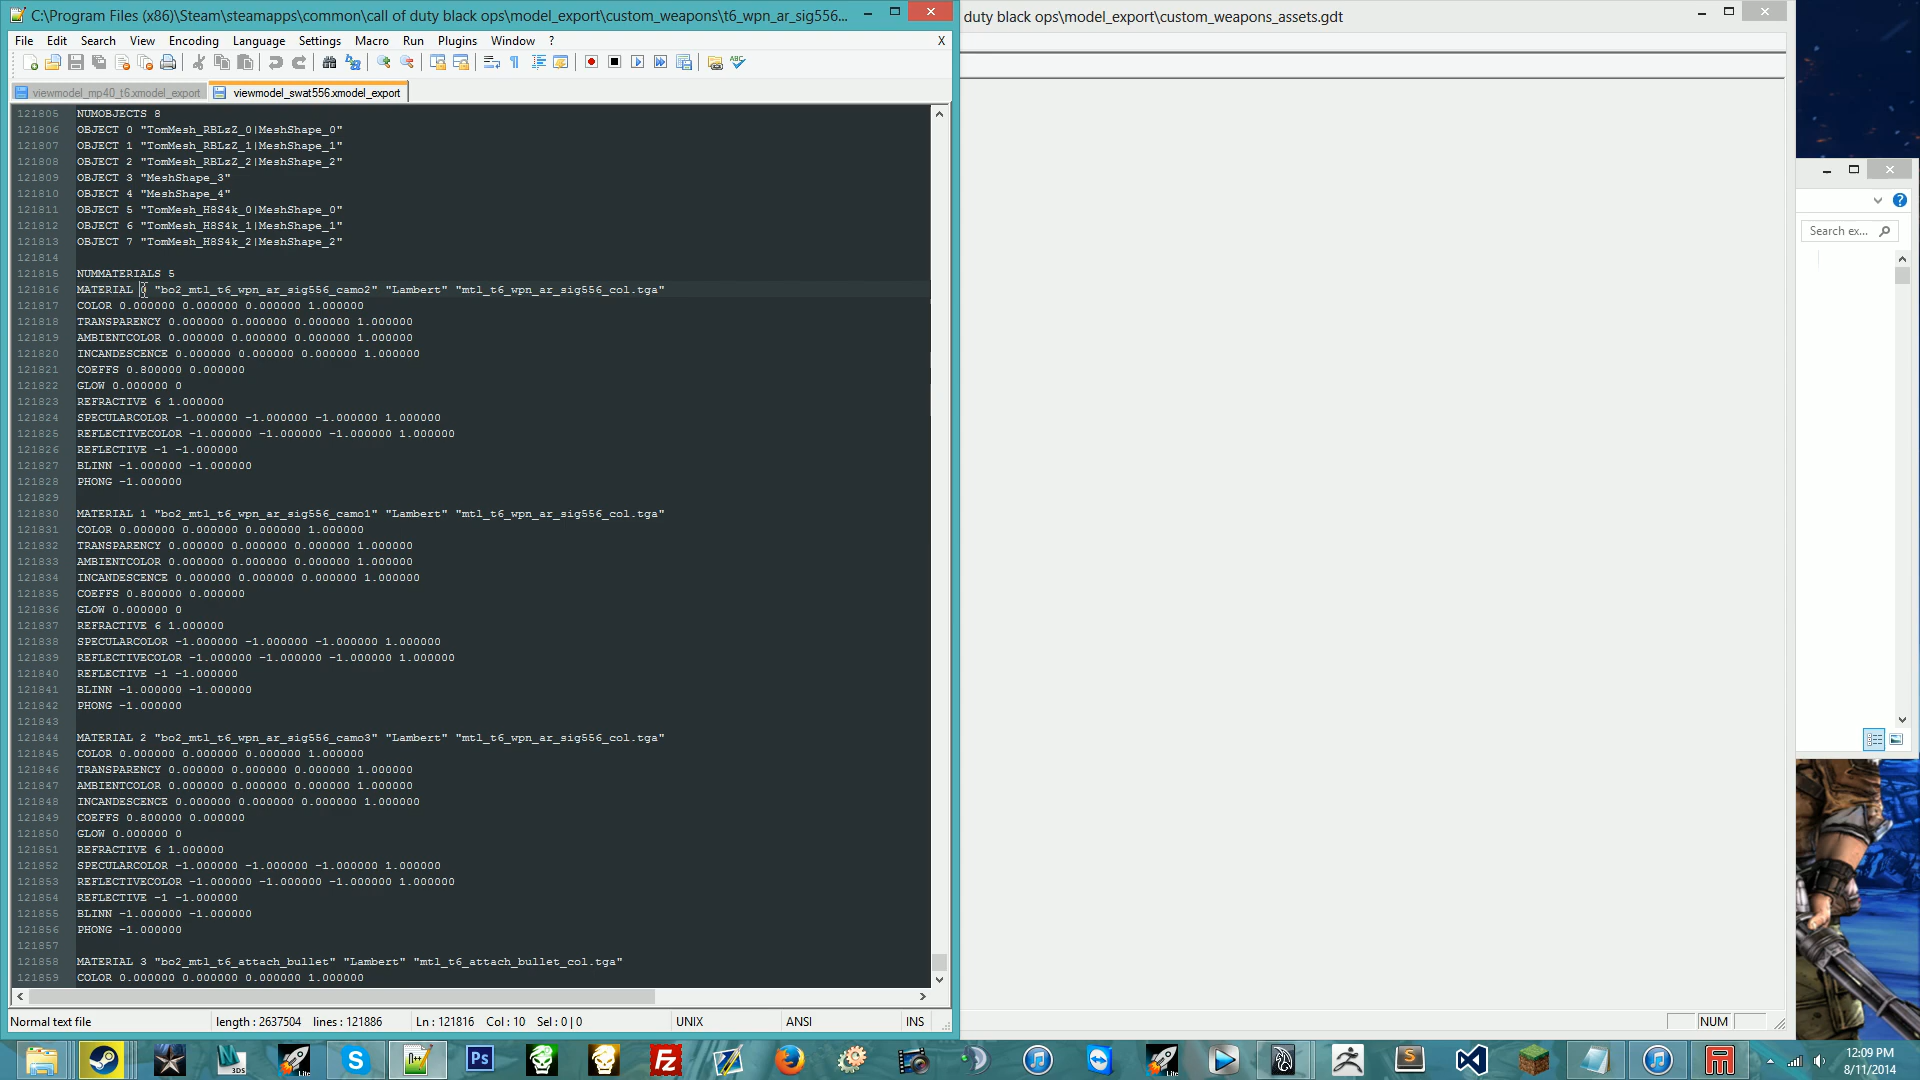 C:\Program Files (x86)\Steam\steamapps\common\call of duty black ops\model_export\custom_weapons\t6_wpn_ar_sig556...
duty black ops\model_export\custom_weapons_assets.gdt
File Edit Search View Encoding Language Settings Macro Run Plugins Window ? X
viewmodel_mp40_t6.xmodel_export viewmodel_swat556.xmodel_export
121805 NUMOBJECTS 8
121806 OBJECT 0 "TomMesh_RBLzZ_0|MeshShape_0"
121807 OBJECT 1 "TomMesh_RBLzZ_1|MeshShape_1"
121808 OBJECT 2 "TomMesh_RBLzZ_2|MeshShape_2"
121809 OBJECT 3 "MeshShape_3"
121810 OBJECT 4 "MeshShape_4"
121811 OBJECT 5 "TomMesh_H8S4k_0|MeshShape_0"
121812 OBJECT 6 "TomMesh_H8S4k_1|MeshShape_1"
121813 OBJECT 7 "TomMesh_H8S4k_2|MeshShape_2"
121814
121815 NUMMATERIALS 5
121816 MATERIAL 0 "bo2_mtl_t6_wpn_ar_sig556_camo2" "Lambert" "mtl_t6_wpn_ar_sig556_col.tga"
121817 COLOR 0.000000 0.000000 0.000000 1.000000
121818 TRANSPARENCY 0.000000 0.000000 0.000000 1.000000
121819 AMBIENTCOLOR 0.000000 0.000000 0.000000 1.000000
121820 INCANDESCENCE 0.000000 0.000000 0.000000 1.000000
121821 COEFFS 0.800000 0.000000
121822 GLOW 0.000000 0
121823 REFRACTIVE 6 1.000000
121824 SPECULARCOLOR -1.000000 -1.000000 -1.000000 1.000000
121825 REFLECTIVECOLOR -1.000000 -1.000000 -1.000000 1.000000
121826 REFLECTIVE -1 -1.000000
121827 BLINN -1.000000 -1.000000
121828 PHONG -1.000000
121829
121830 MATERIAL 1 "bo2_mtl_t6_wpn_ar_sig556_camo1" "Lambert" "mtl_t6_wpn_ar_sig556_col.tga"
121831 COLOR 0.000000 0.000000 0.000000 1.000000
121832 TRANSPARENCY 0.000000 0.000000 0.000000 1.000000
121833 AMBIENTCOLOR 0.000000 0.000000 0.000000 1.000000
121834 INCANDESCENCE 0.000000 0.000000 0.000000 1.000000
121835 COEFFS 0.800000 0.000000
121836 GLOW 0.000000 0
121837 REFRACTIVE 6 1.000000
121838 SPECULARCOLOR -1.000000 -1.000000 -1.000000 1.000000
121839 REFLECTIVECOLOR -1.000000 -1.000000 -1.000000 1.000000
121840 REFLECTIVE -1 -1.000000
121841 BLINN -1.000000 -1.000000
121842 PHONG -1.000000
121843
121844 MATERIAL 2 "bo2_mtl_t6_wpn_ar_sig556_camo3" "Lambert" "mtl_t6_wpn_ar_sig556_col.tga"
121845 COLOR 0.000000 0.000000 0.000000 1.000000
121846 TRANSPARENCY 0.000000 0.000000 0.000000 1.000000
121847 AMBIENTCOLOR 0.000000 0.000000 0.000000 1.000000
121848 INCANDESCENCE 0.000000 0.000000 0.000000 1.000000
121849 COEFFS 0.800000 0.000000
121850 GLOW 0.000000 0
121851 REFRACTIVE 6 1.000000
121852 SPECULARCOLOR -1.000000 -1.000000 -1.000000 1.000000
121853 REFLECTIVECOLOR -1.000000 -1.000000 -1.000000 1.000000
121854 REFLECTIVE -1 -1.000000
121855 BLINN -1.000000 -1.000000
121856 PHONG -1.000000
121857
121858 MATERIAL 3 "bo2_mtl_t6_attach_bullet" "Lambert" "mtl_t6_attach_bullet_col.tga"
121859 COLOR 0.000000 0.000000 0.000000 1.000000
Search ex...
Normal text file length : 2637504 lines : 121886 Ln : 121816 Col : 10 Sel : 0 | 0 UNIX ANSI INS
NUM
3DS Lite Ps Lite
12:09 PM
8/11/2014